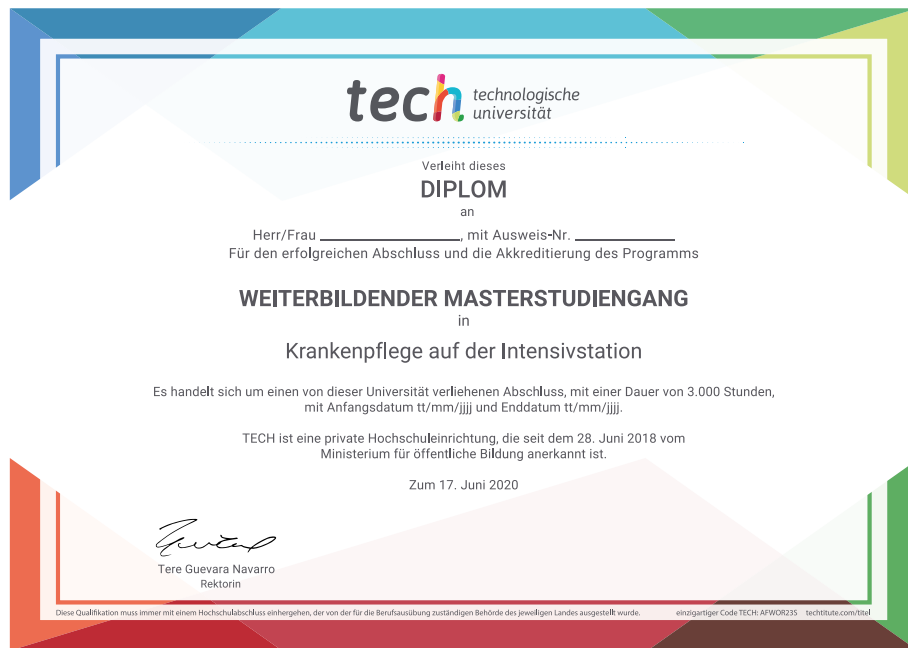 tech technologische
universität
Verleiht dieses
DIPLOM
an
Herr/Frau ____________________, mit Ausweis-Nr. ______________
Für den erfolgreichen Abschluss und die Akkreditierung des Programms
WEITERBILDENDER MASTERSTUDIENGANG
in
Krankenpflege auf der Intensivstation
Es handelt sich um einen von dieser Universität verliehenen Abschluss, mit einer Dauer von 3.000 Stunden,
mit Anfangsdatum tt/mm/jjjj und Enddatum tt/mm/jjjj.
TECH ist eine private Hochschuleinrichtung, die seit dem 28. Juni 2018 vom
Ministerium für öffentliche Bildung anerkannt ist.
Zum 17. Juni 2020
Tere Guevara Navarro
Rektorin
Diese Qualifikation muss immer mit einem Hochschulabschluss einhergehen, der von der für die Berufsausübung zuständigen Behörde des jeweiligen Landes ausgestellt wurde. einzigartiger Code TECH: AFWOR23S techtitute.com/titel